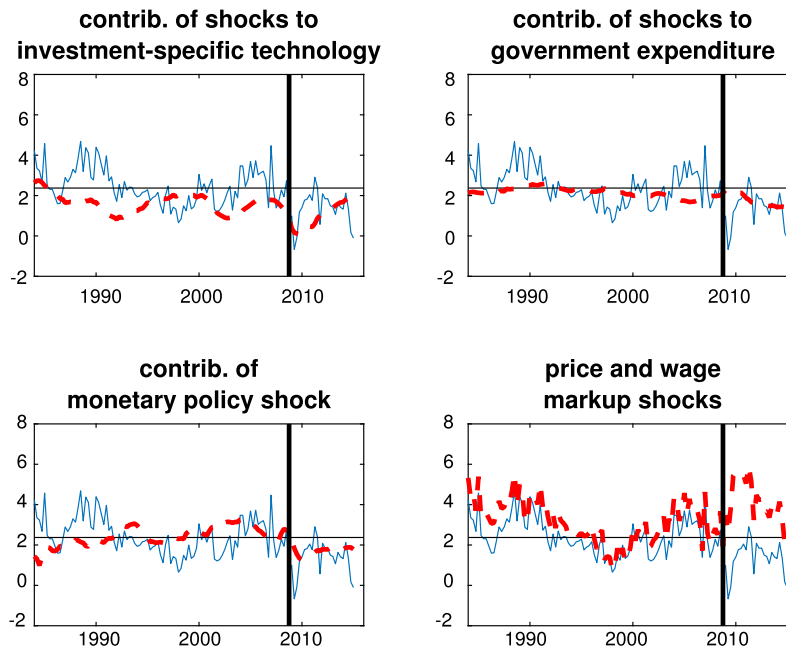 contrib. of shocks to
investment-specific technology
8
6
4
2
0
-2
1990 2000 2010
contrib. of shocks to
government expenditure
8
6
4
2
0
-2
1990 2000 2010
contrib. of
monetary policy shock
8
6
4
2
0
-2
1990 2000 2010
price and wage
markup shocks
8
6
4
2
0
-2
1990 2000 2010